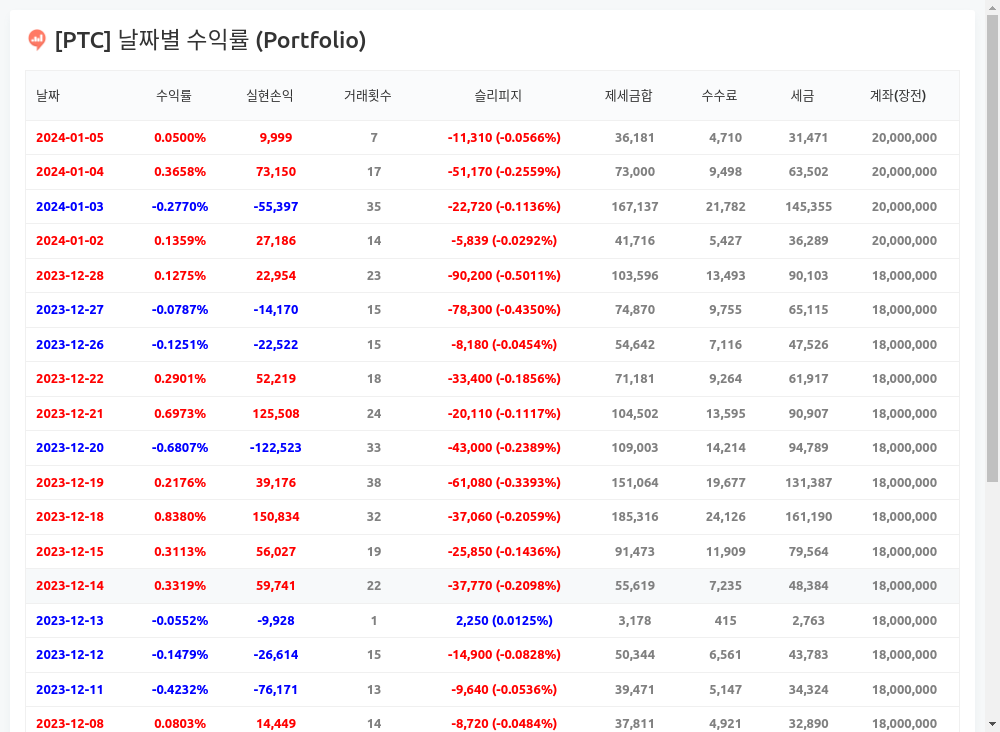 [PTC] 날짜별 수익률 (Portfolio)
날짜 수익률 실현손익 거래횟수 슬리피지 제세금합 수수료 세금 계좌(장전)
2024-01-05 0.0500% 9,999 7 -11,310 (-0.0566%) 36,181 4,710 31,471 20,000,000
2024-01-04 0.3658% 73,150 17 -51,170 (-0.2559%) 73,000 9,498 63,502 20,000,000
2024-01-03 -0.2770% -55,397 35 -22,720 (-0.1136%) 167,137 21,782 145,355 20,000,000
2024-01-02 0.1359% 27,186 14 -5,839 (-0.0292%) 41,716 5,427 36,289 20,000,000
2023-12-28 0.1275% 22,954 23 -90,200 (-0.5011%) 103,596 13,493 90,103 18,000,000
2023-12-27 -0.0787% -14,170 15 -78,300 (-0.4350%) 74,870 9,755 65,115 18,000,000
2023-12-26 -0.1251% -22,522 15 -8,180 (-0.0454%) 54,642 7,116 47,526 18,000,000
2023-12-22 0.2901% 52,219 18 -33,400 (-0.1856%) 71,181 9,264 61,917 18,000,000
2023-12-21 0.6973% 125,508 24 -20,110 (-0.1117%) 104,502 13,595 90,907 18,000,000
2023-12-20 -0.6807% -122,523 33 -43,000 (-0.2389%) 109,003 14,214 94,789 18,000,000
2023-12-19 0.2176% 39,176 38 -61,080 (-0.3393%) 151,064 19,677 131,387 18,000,000
2023-12-18 0.8380% 150,834 32 -37,060 (-0.2059%) 185,316 24,126 161,190 18,000,000
2023-12-15 0.3113% 56,027 19 -25,850 (-0.1436%) 91,473 11,909 79,564 18,000,000
2023-12-14 0.3319% 59,741 22 -37,770 (-0.2098%) 55,619 7,235 48,384 18,000,000
2023-12-13 -0.0552% -9,928 1 2,250 (0.0125%) 3,178 415 2,763 18,000,000
2023-12-12 -0.1479% -26,614 15 -14,900 (-0.0828%) 50,344 6,561 43,783 18,000,000
2023-12-11 -0.4232% -76,171 13 -9,640 (-0.0536%) 39,471 5,147 34,324 18,000,000
2023-12-08 0.0803% 14,449 14 -8,720 (-0.0484%) 37,811 4,921 32,890 18,000,000